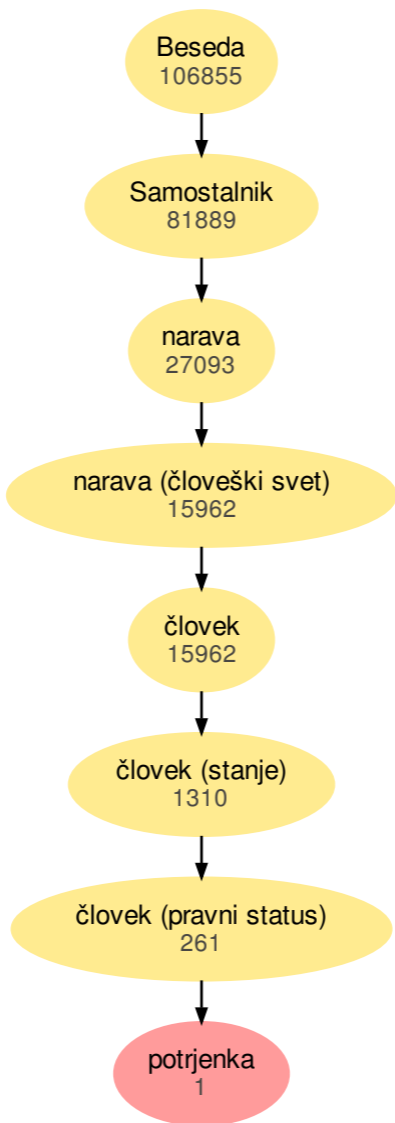 Beseda
106855
Samostalnik
81889
narava
27093
narava (človeški svet)
15962
človek
15962
človek (stanje)
1310
človek (pravni status)
261
potrjenka
1